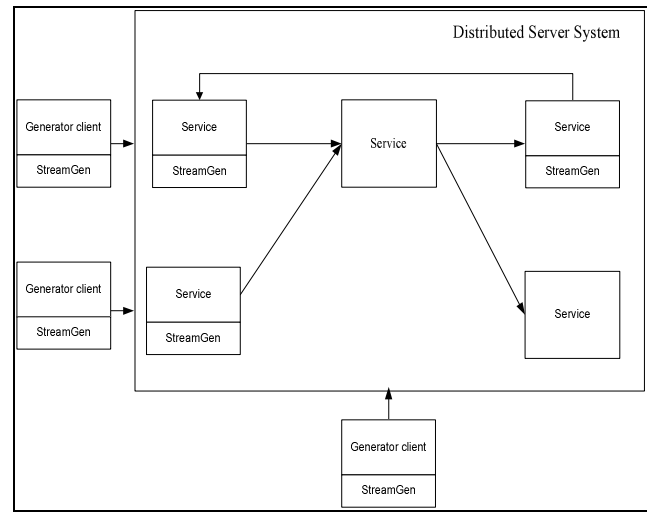 Distributed Server System
Generator client
StreamGen
Service
StreamGen
Service
Service
StreamGen
Generator client
StreamGen
Service
StreamGen
Service
Generator client
StreamGen